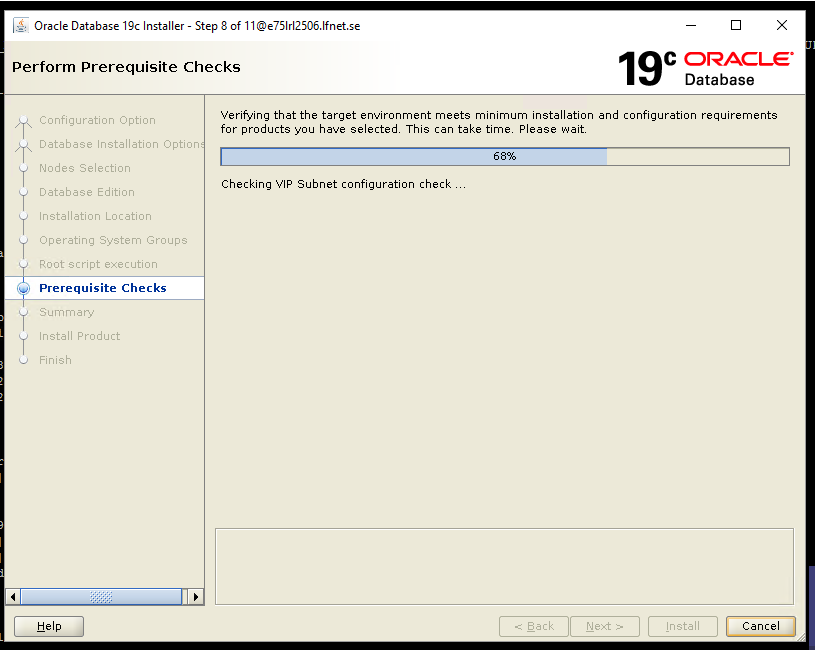 Oracle Database 19c Installer - Step 8 of 11@e75lrl2506.lfnet.se
Perform Prerequisite Checks
19c ORACLE
Database
Configuration Option
Database Installation Options
Nodes Selection
Database Edition
Installation Location
Operating System Groups
Root script execution
Prerequisite Checks
Summary
Install Product
Finish
Verifying that the target environment meets minimum installation and configuration requirements
for products you have selected. This can take time. Please wait.
68%
Checking VIP Subnet configuration check ...
Help
< Back
Next >
Install
Cancel